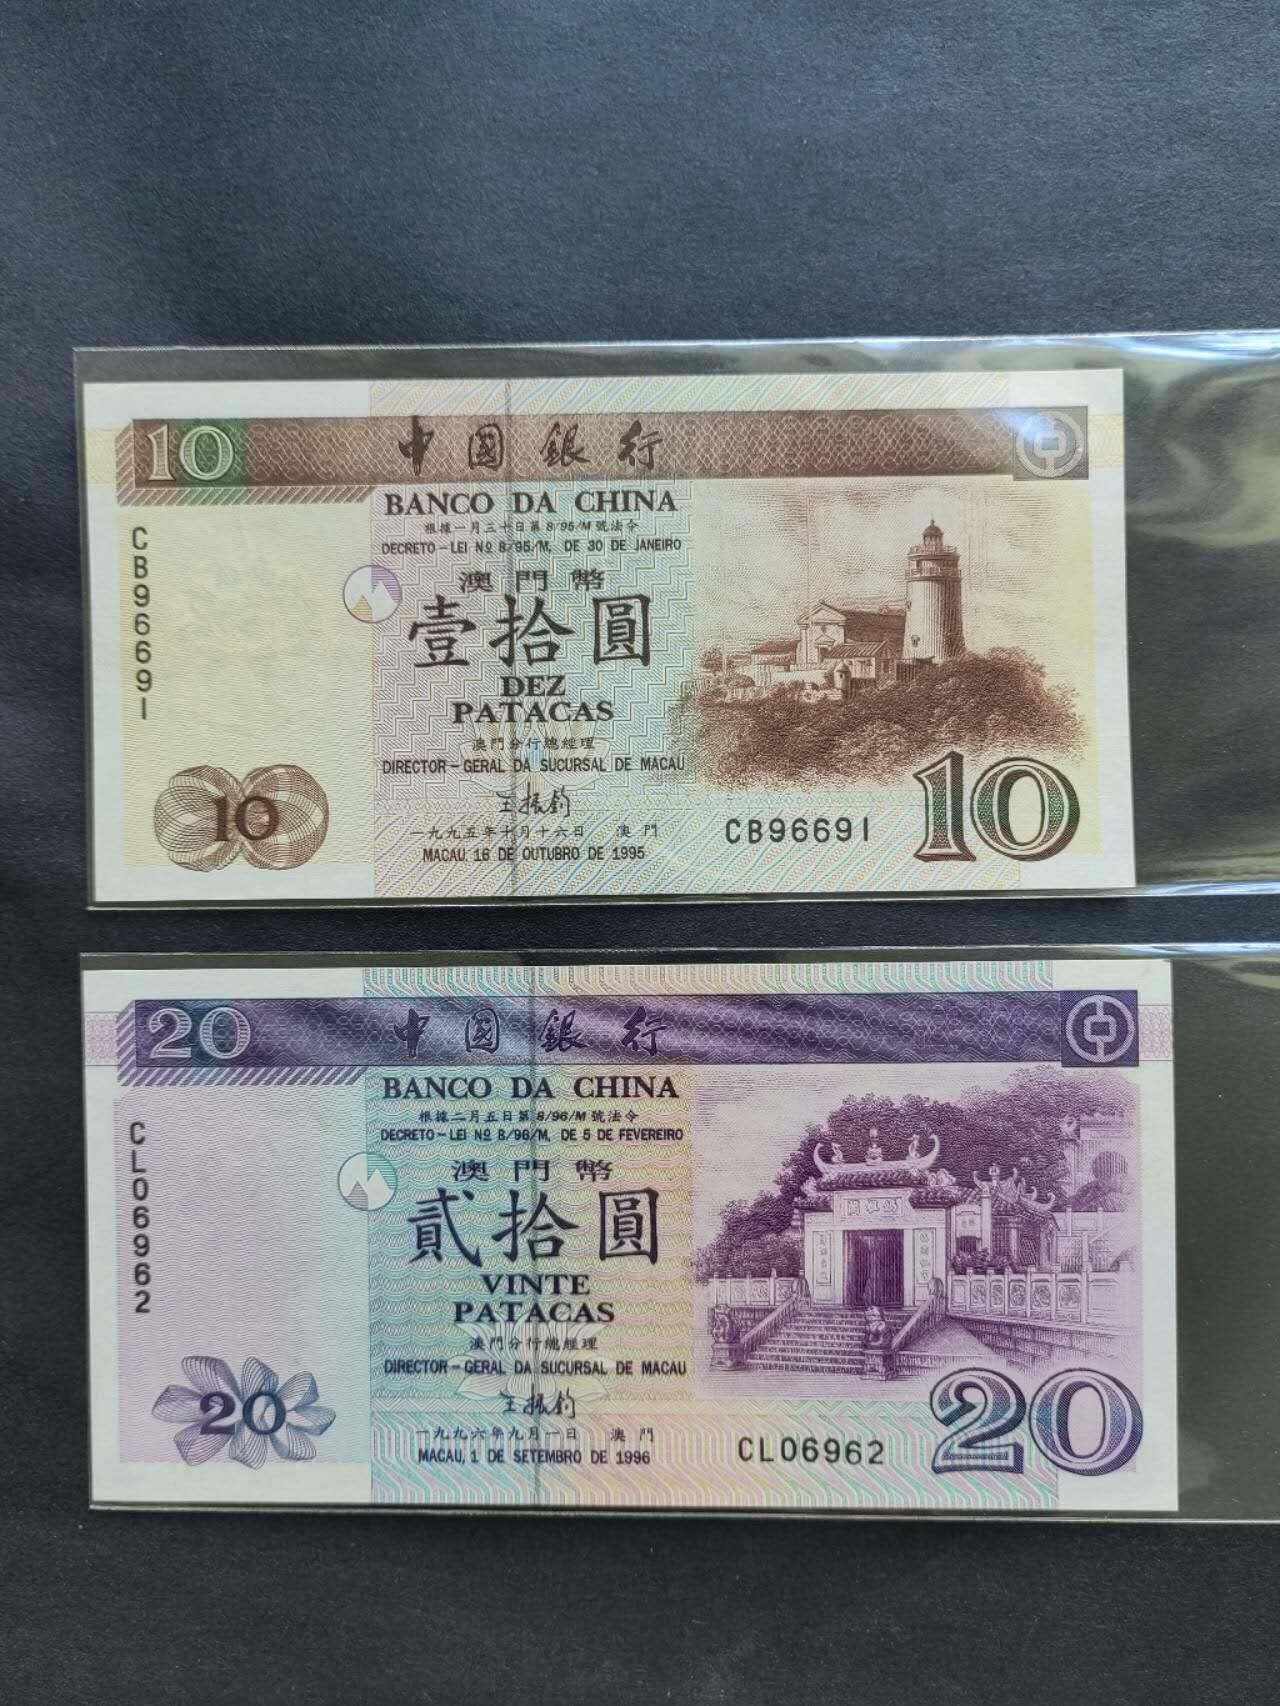 10
中國銀行
BANCO DA CHINA
根據一月三十日第8/95/M號法令
DECRETO-LEI Nº 8/95/M, DE 30 DE JANEIRO
CB96691
澳門幣
壹拾圓
DEZ
PATACAS
澳門分行總經理
DIRECTOR-GERAL DA SUCURSAL DE MACAU
王振鈞
一九九五年十月十六日 澳門
MACAU, 16 DE OUTUBRO DE 1995
10
CB96691
10
20
中國銀行
BANCO DA CHINA
根據二月五日第8/96/M號法令
DECRETO-LEI Nº 8/96/M, DE 5 DE FEVEREIRO
CL06962
澳門幣
貳拾圓
VINTE
PATACAS
澳門分行總經理
DIRECTOR-GERAL DA SUCURSAL DE MACAU
王振鈞
一九九六年九月一日 澳門
MACAU, 1 DE SETEMBRO DE 1996
20
CL06962
20